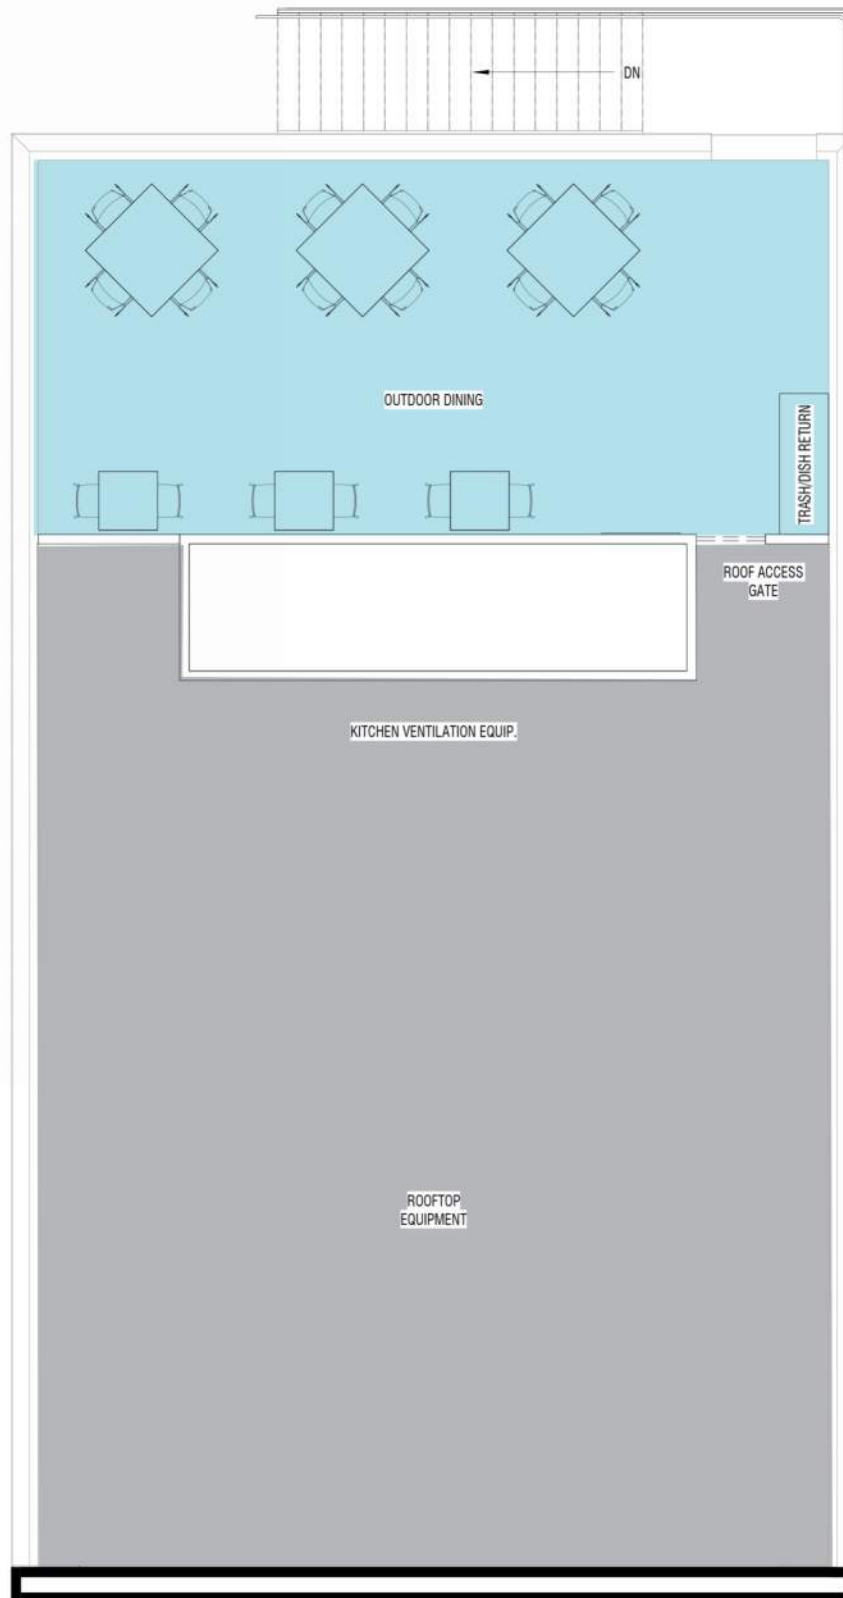 DN
OUTDOOR DINING
TRASH/DISH RETURN
ROOF ACCESS
GATE
KITCHEN VENTILATION EQUIP.
ROOFTOP
EQUIPMENT